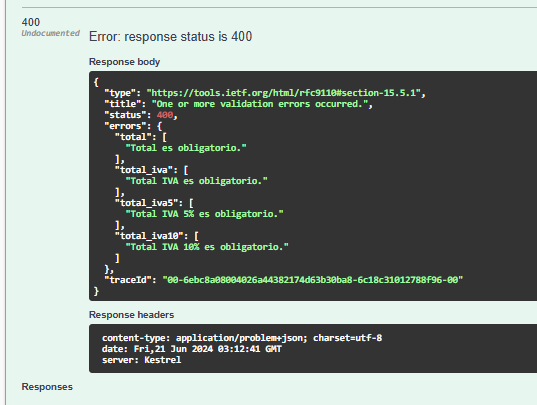 400
Undocumented
Error: response status is 400
Response body
{
  "type": "https://tools.ietf.org/html/rfc9110#section-15.5.1",
  "title": "One or more validation errors occurred.",
  "status": 400,
  "errors": {
    "total": [
      "Total es obligatorio."
    ],
    "total_iva": [
      "Total IVA es obligatorio."
    ],
    "total_iva5": [
      "Total IVA 5% es obligatorio."
    ],
    "total_iva10": [
      "Total IVA 10% es obligatorio."
    ]
  },
  "traceId": "00-6ebc8a08004026a44382174d63b30ba8-6c18c31012788f96-00"
}
Response headers
content-type: application/problem+json; charset=utf-8
date: Fri,21 Jun 2024 03:12:41 GMT
server: Kestrel
Responses